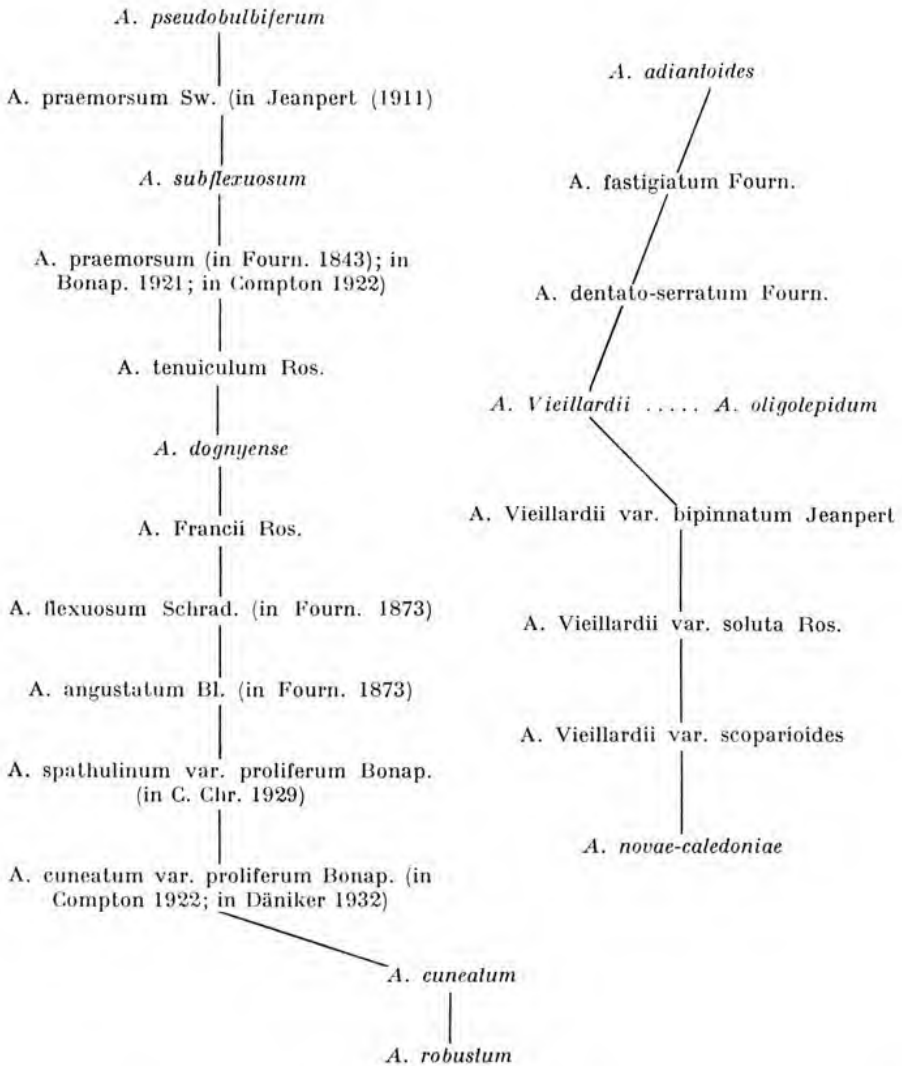 A. pseudobulbiferum
A. praemorsum Sw. (in Jeanpert (1911)
A. subflexuosum
A. praemorsum (in Fourn. 1843); in
Bonap. 1921; in Compton 1922)
A. tenuiculum Ros.
A. dognyense
A. Francii Ros.
A. flexuosum Schrad. (in Fourn. 1873)
A. angustatum Bl. (in Fourn. 1873)
A. spathulinum var. proliferum Bonap.
(in C. Chr. 1929)
A. cuneatum var. proliferum Bonap. (in
Compton 1922; in Däniker 1932)
A. cuneatum
A. robustum
A. adiantoides
A. fastigiatum Fourn.
A. dentato-serratum Fourn.
A. Vieillardii ..... A. oligolepidum
A. Vieillardii var. bipinnatum Jeanpert
A. Vieillardii var. soluta Ros.
A. Vieillardii var. scoparioides
A. novae-caledoniae